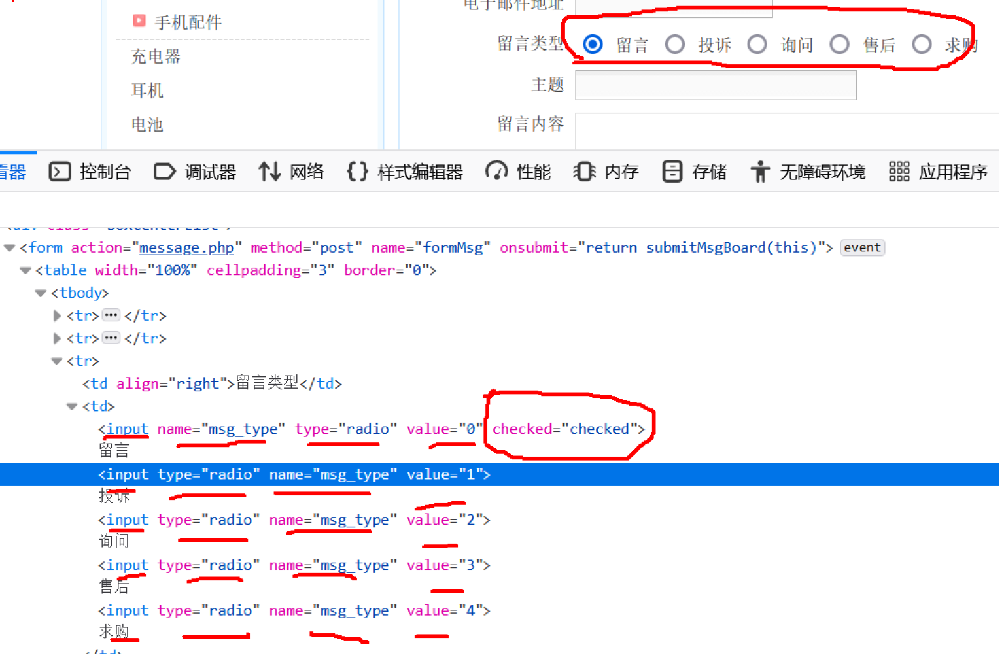 电子邮件地址
手机配件
留言类型 留言 投诉 询问 售后 求购
充电器
主题
耳机
电池
留言内容
看器 控制台 调试器 网络 样式编辑器 性能 内存 存储 无障碍环境 应用程序
<form action="message.php" method="post" name="formMsg" onsubmit="return submitMsgBoard(this)"> event
<table width="100%" cellpadding="3" border="0">
<tbody>
<tr> ••• </tr>
<tr> ••• </tr>
<tr>
<td align="right">留言类型</td>
<td>
<input name="msg_type" type="radio" value="0" checked="checked">
留言
<input type="radio" name="msg_type" value="1">
投诉
<input type="radio" name="msg_type" value="2">
询问
<input type="radio" name="msg_type" value="3">
售后
<input type="radio" name="msg_type" value="4">
求购
</td>